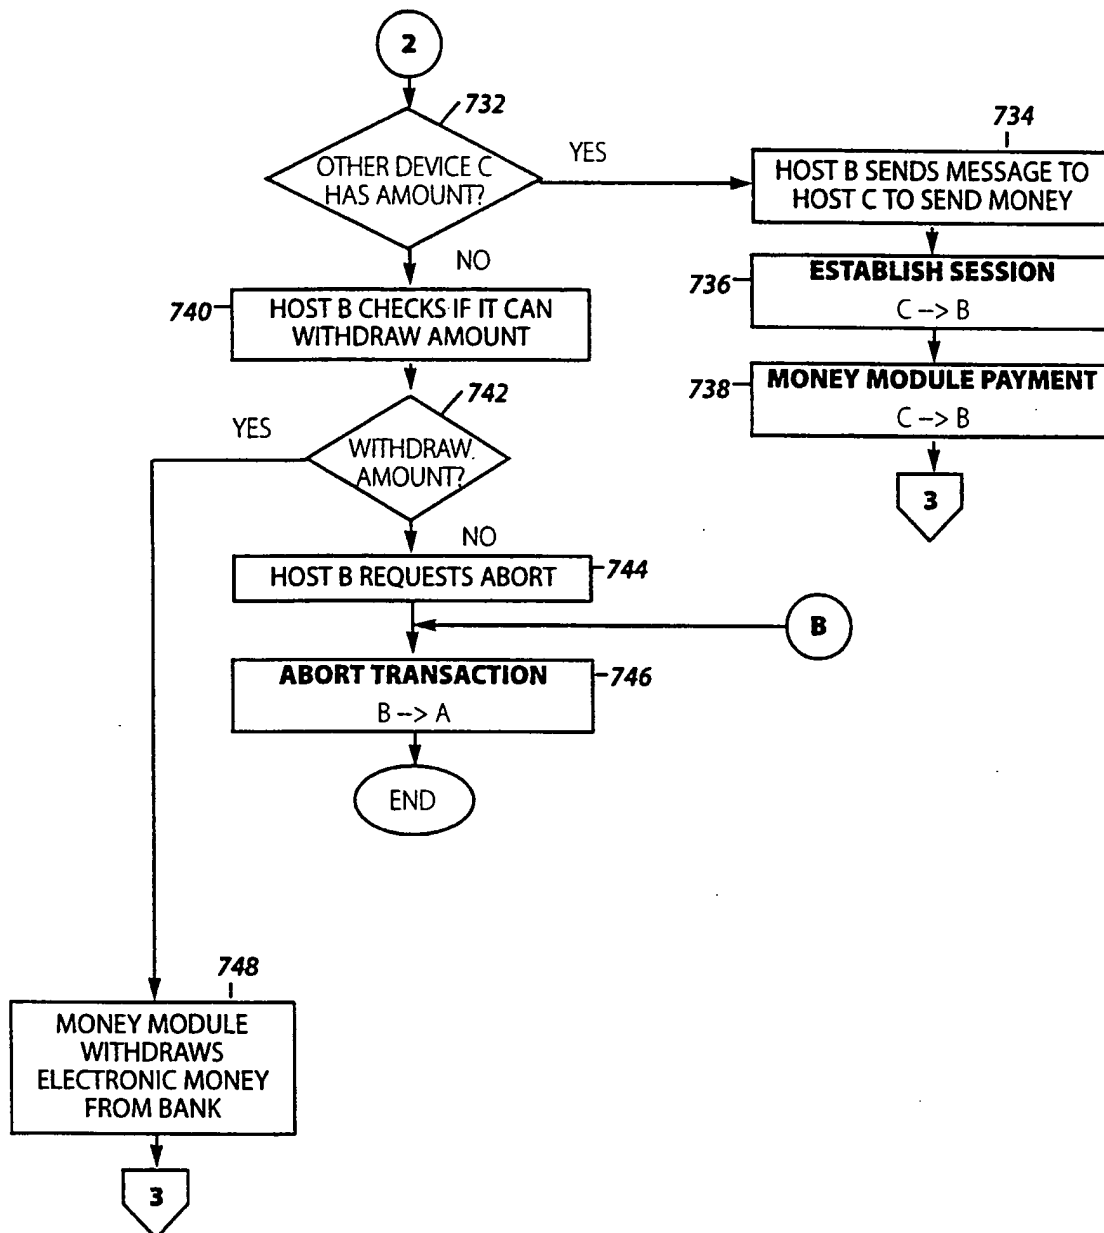 2
732
OTHER DEVICE C
HAS AMOUNT?
YES
734
HOST B SENDS MESSAGE TO
HOST C TO SEND MONEY
NO
736
ESTABLISH SESSION
C --> B
740
HOST B CHECKS IF IT CAN
WITHDRAW AMOUNT
738
MONEY MODULE PAYMENT
C --> B
3
742
YES
WITHDRAW
AMOUNT?
NO
HOST B REQUESTS ABORT
744
B
ABORT TRANSACTION
B --> A
746
END
748
MONEY MODULE
WITHDRAWS
ELECTRONIC MONEY
FROM BANK
3